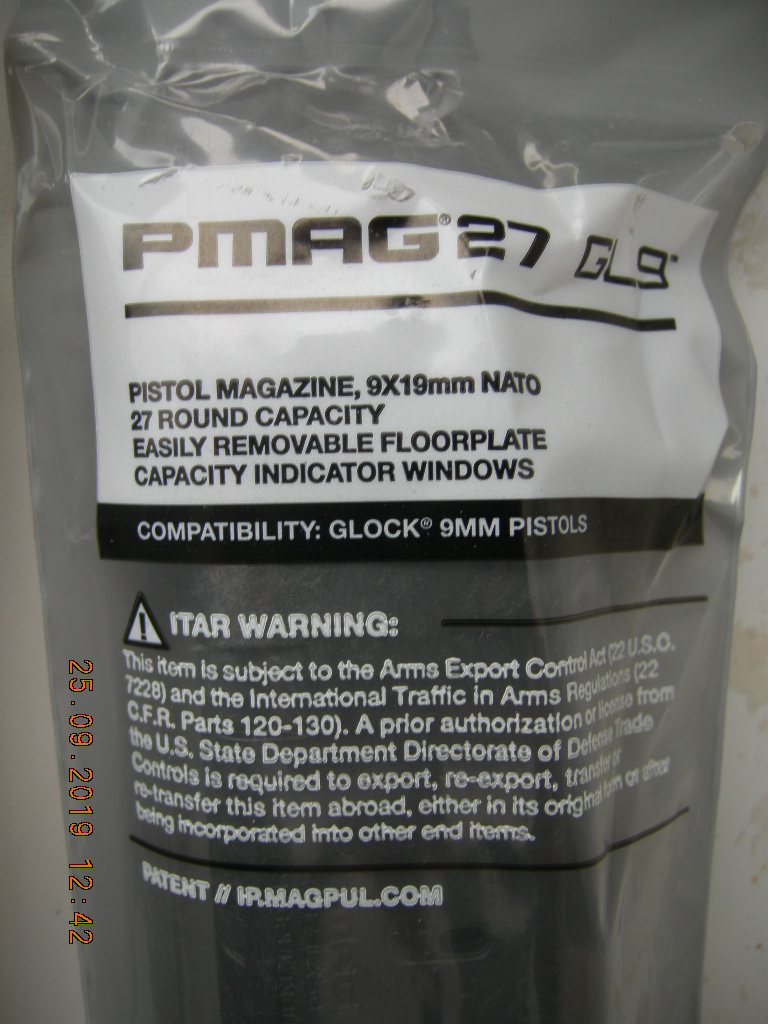 PMAG® 27 GL9™
PISTOL MAGAZINE, 9X19mm NATO
27 ROUND CAPACITY
EASILY REMOVABLE FLOORPLATE
CAPACITY INDICATOR WINDOWS
COMPATIBILITY: GLOCK® 9MM PISTOLS
ITAR WARNING:
This item is subject to the Arms Export Control Act (22 U.S.C.
7228) and the International Traffic in Arms Regulations (22
C.F.R. Parts 120-130). A prior authorization or license from
the U.S. State Department Directorate of Defense Trade
Controls is required to export, re-export, transfer or
re-transfer this item abroad, either in its original form or after
being incorporated into other end items.
PATENT // IP.MAGPUL.COM
25.09.2019 12:42